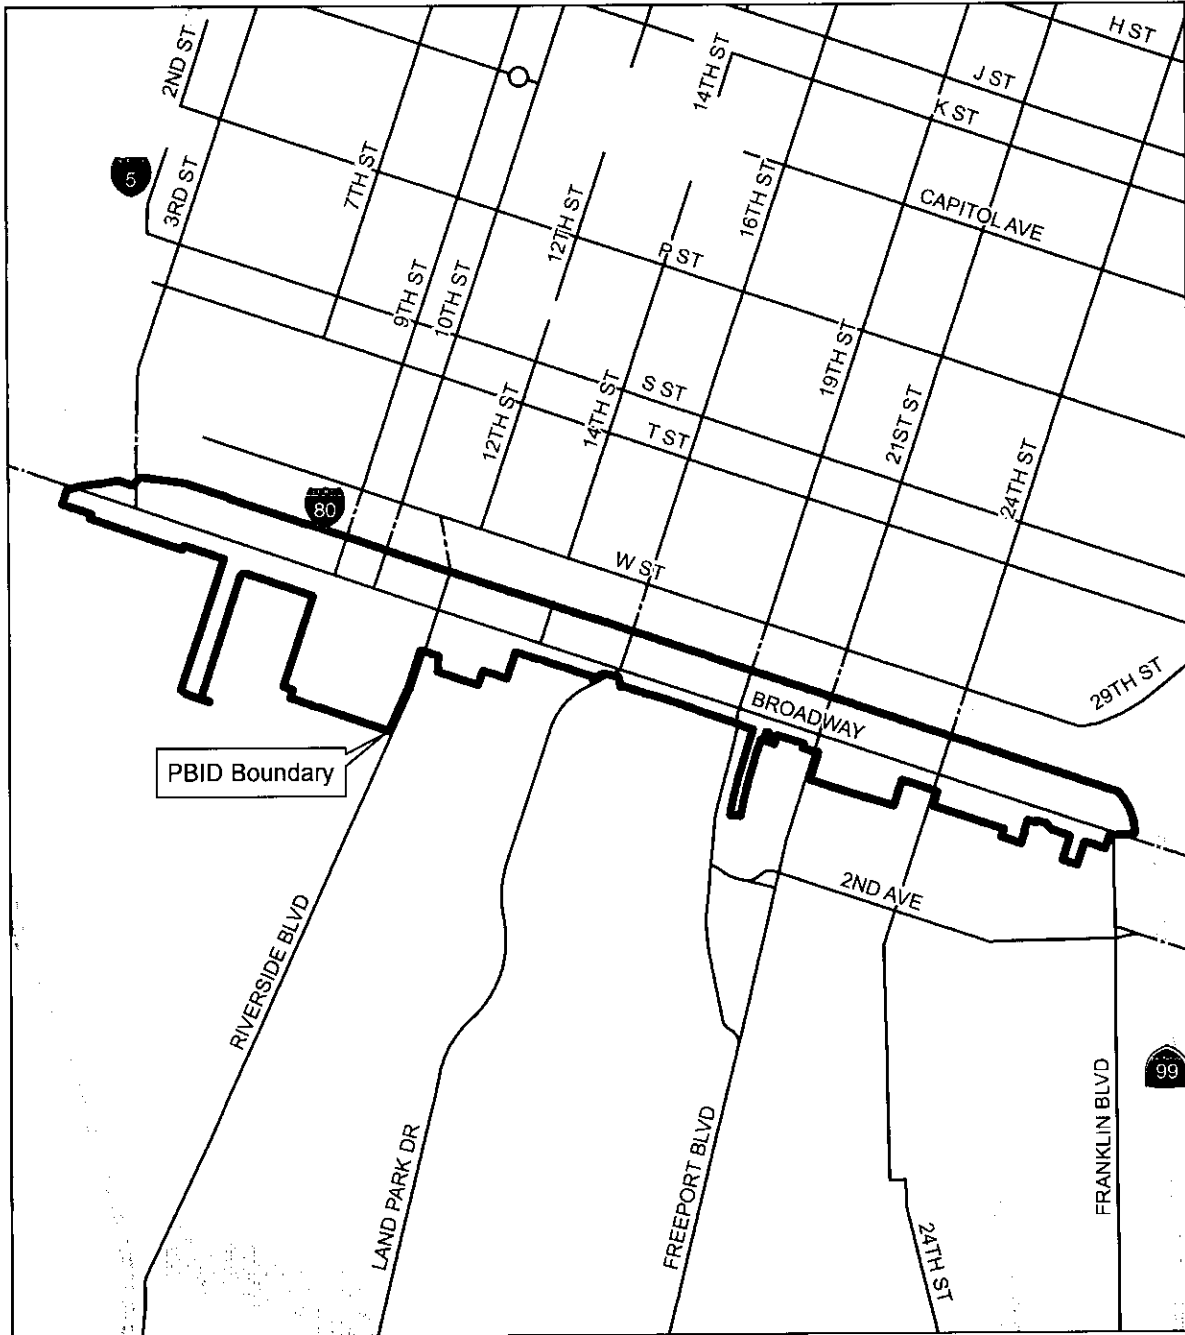 H ST
2ND ST
14TH ST
J ST
K ST
5
3RD ST
7TH ST
12TH ST
16TH ST
CAPITOL AVE
P ST
9TH ST
10TH ST
19TH ST
S ST
12TH ST
14TH ST
T ST
21ST ST
24TH ST
80
W ST
29TH ST
BROADWAY
PBID Boundary
2ND AVE
RIVERSIDE BLVD
99
FRANKLIN BLVD
LAND PARK DR
FREEPORT BLVD
24TH ST